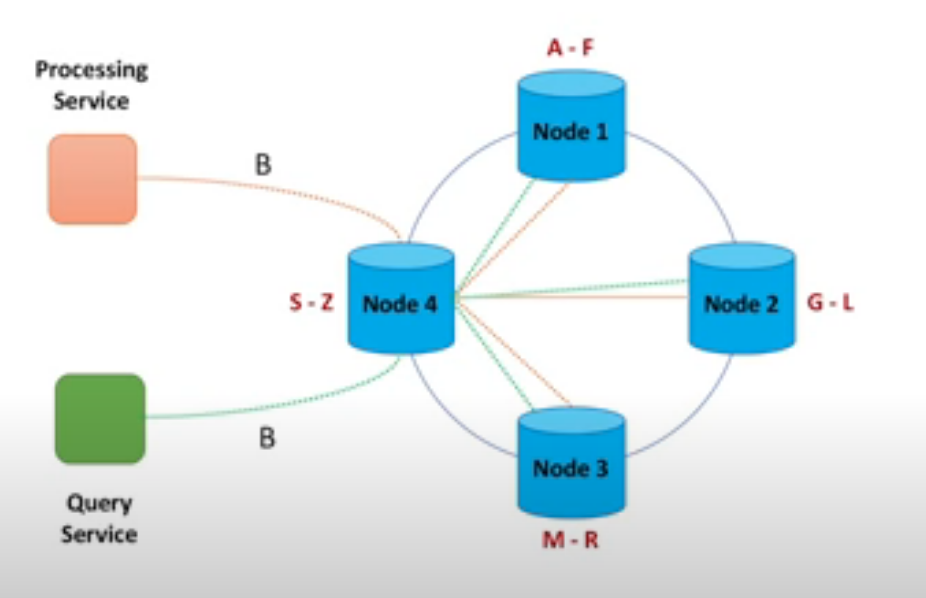 A - F
Processing
Service
Node 1
B
S - Z
Node 4
Node 2
G - L
B
Node 3
Query
Service
M - R